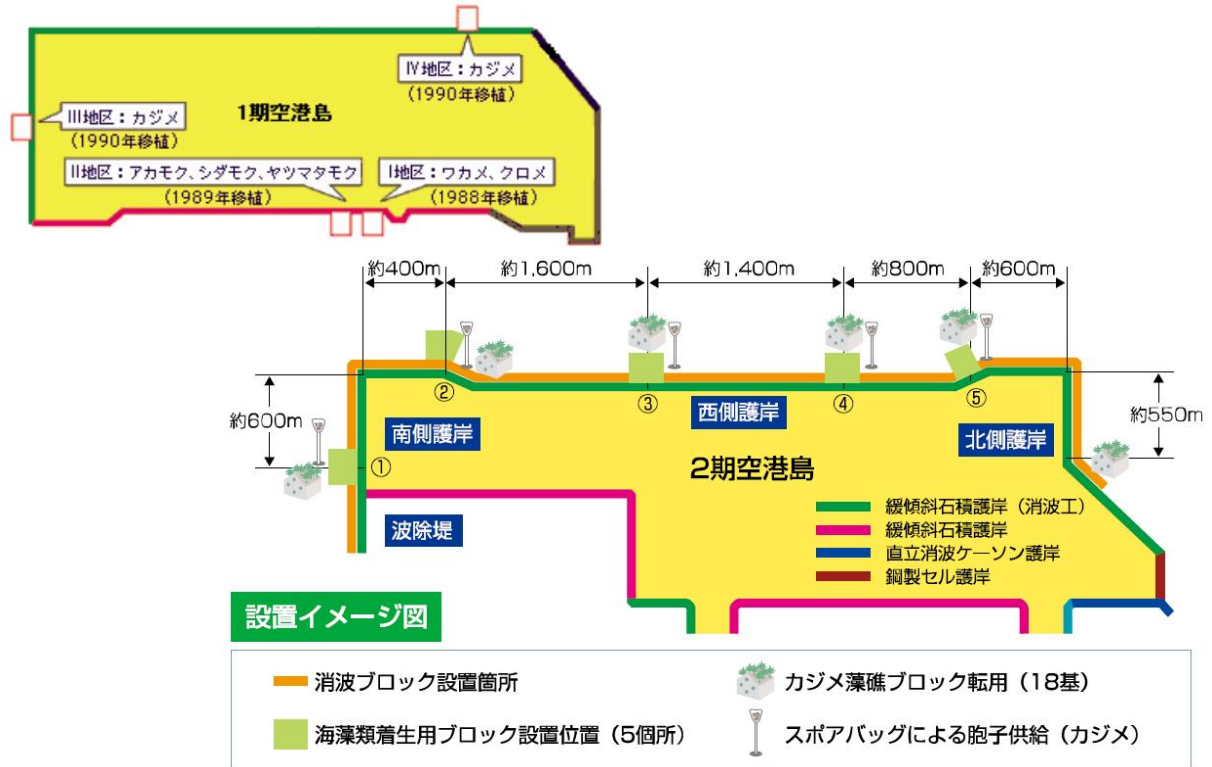 IV地区：カジメ
(1990年移植)
III地区：カジメ
(1990年移植)
1期空港島
II地区：アカモク、シダモク、ヤツマタモク
(1989年移植)
I地区：ワカメ、クロメ
(1988年移植)
約400m
約1,600m
約1,400m
約800m
約600m
②
③
④
⑤
約600m
南側護岸
西側護岸
北側護岸
約550m
①
2期空港島
波除堤
緩傾斜石積護岸（消波工）
緩傾斜石積護岸
直立消波ケーソン護岸
鋼製セル護岸
設置イメージ図
消波ブロック設置箇所
カジメ藻礁ブロック転用（18基）
海藻類着生用ブロック設置位置（5個所）
スポアバッグによる胞子供給（カジメ）